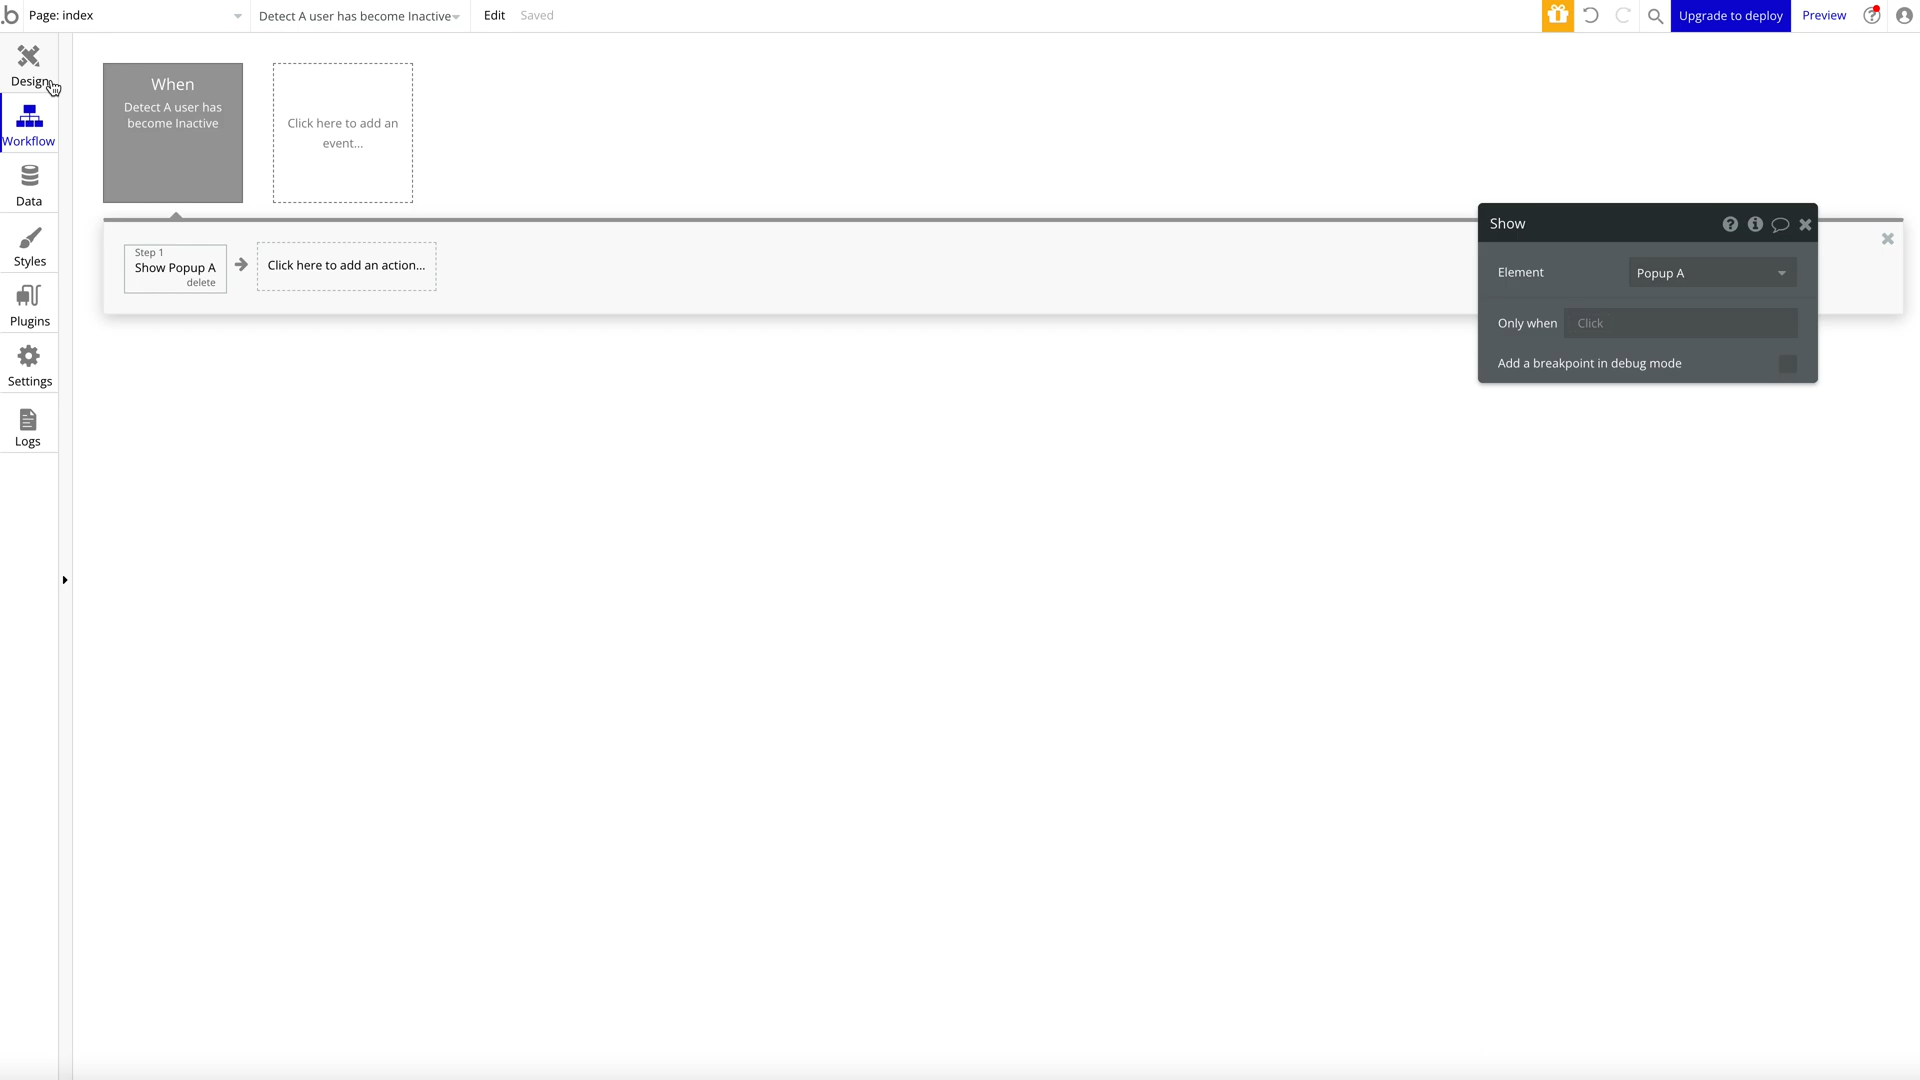 .b Page: index
Detect A user has become Inactive
Edit
Saved
Upgrade to deploy
Preview
Design
Workflow
Data
Styles
Plugins
Settings
Logs
When
Detect A user has
become Inactive
Click here to add an
event...
Step 1
Show Popup A
delete
Click here to add an action...
Show
Element
Popup A
Only when
Click
Add a breakpoint in debug mode